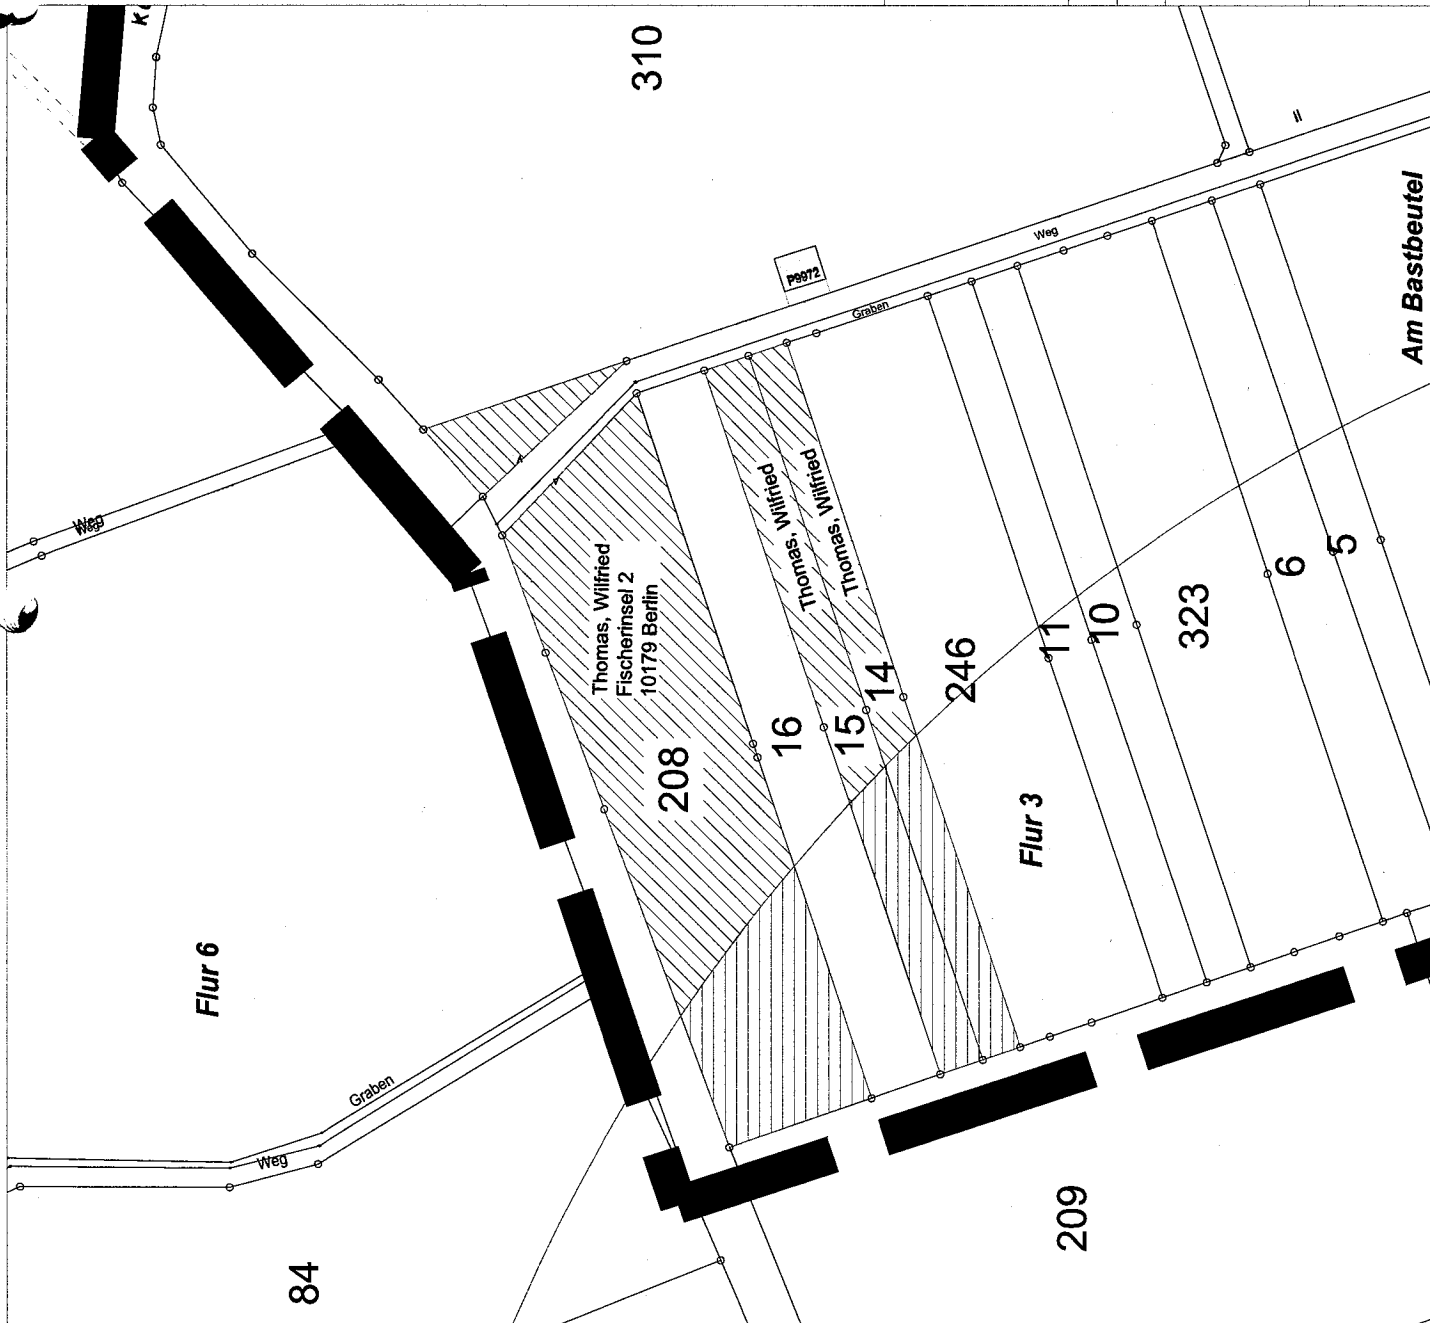 310
II
Am Bastbeutel
Weg
P9972
Graben
Weg
Weg
Thomas, Wilfried
Fischerinsel 2
10179 Berlin
Thomas, Wilfried
Thomas, Wilfried
5
6
323
10
11
246
14
15
16
208
Flur 3
Flur 6
Graben
Weg
209
84